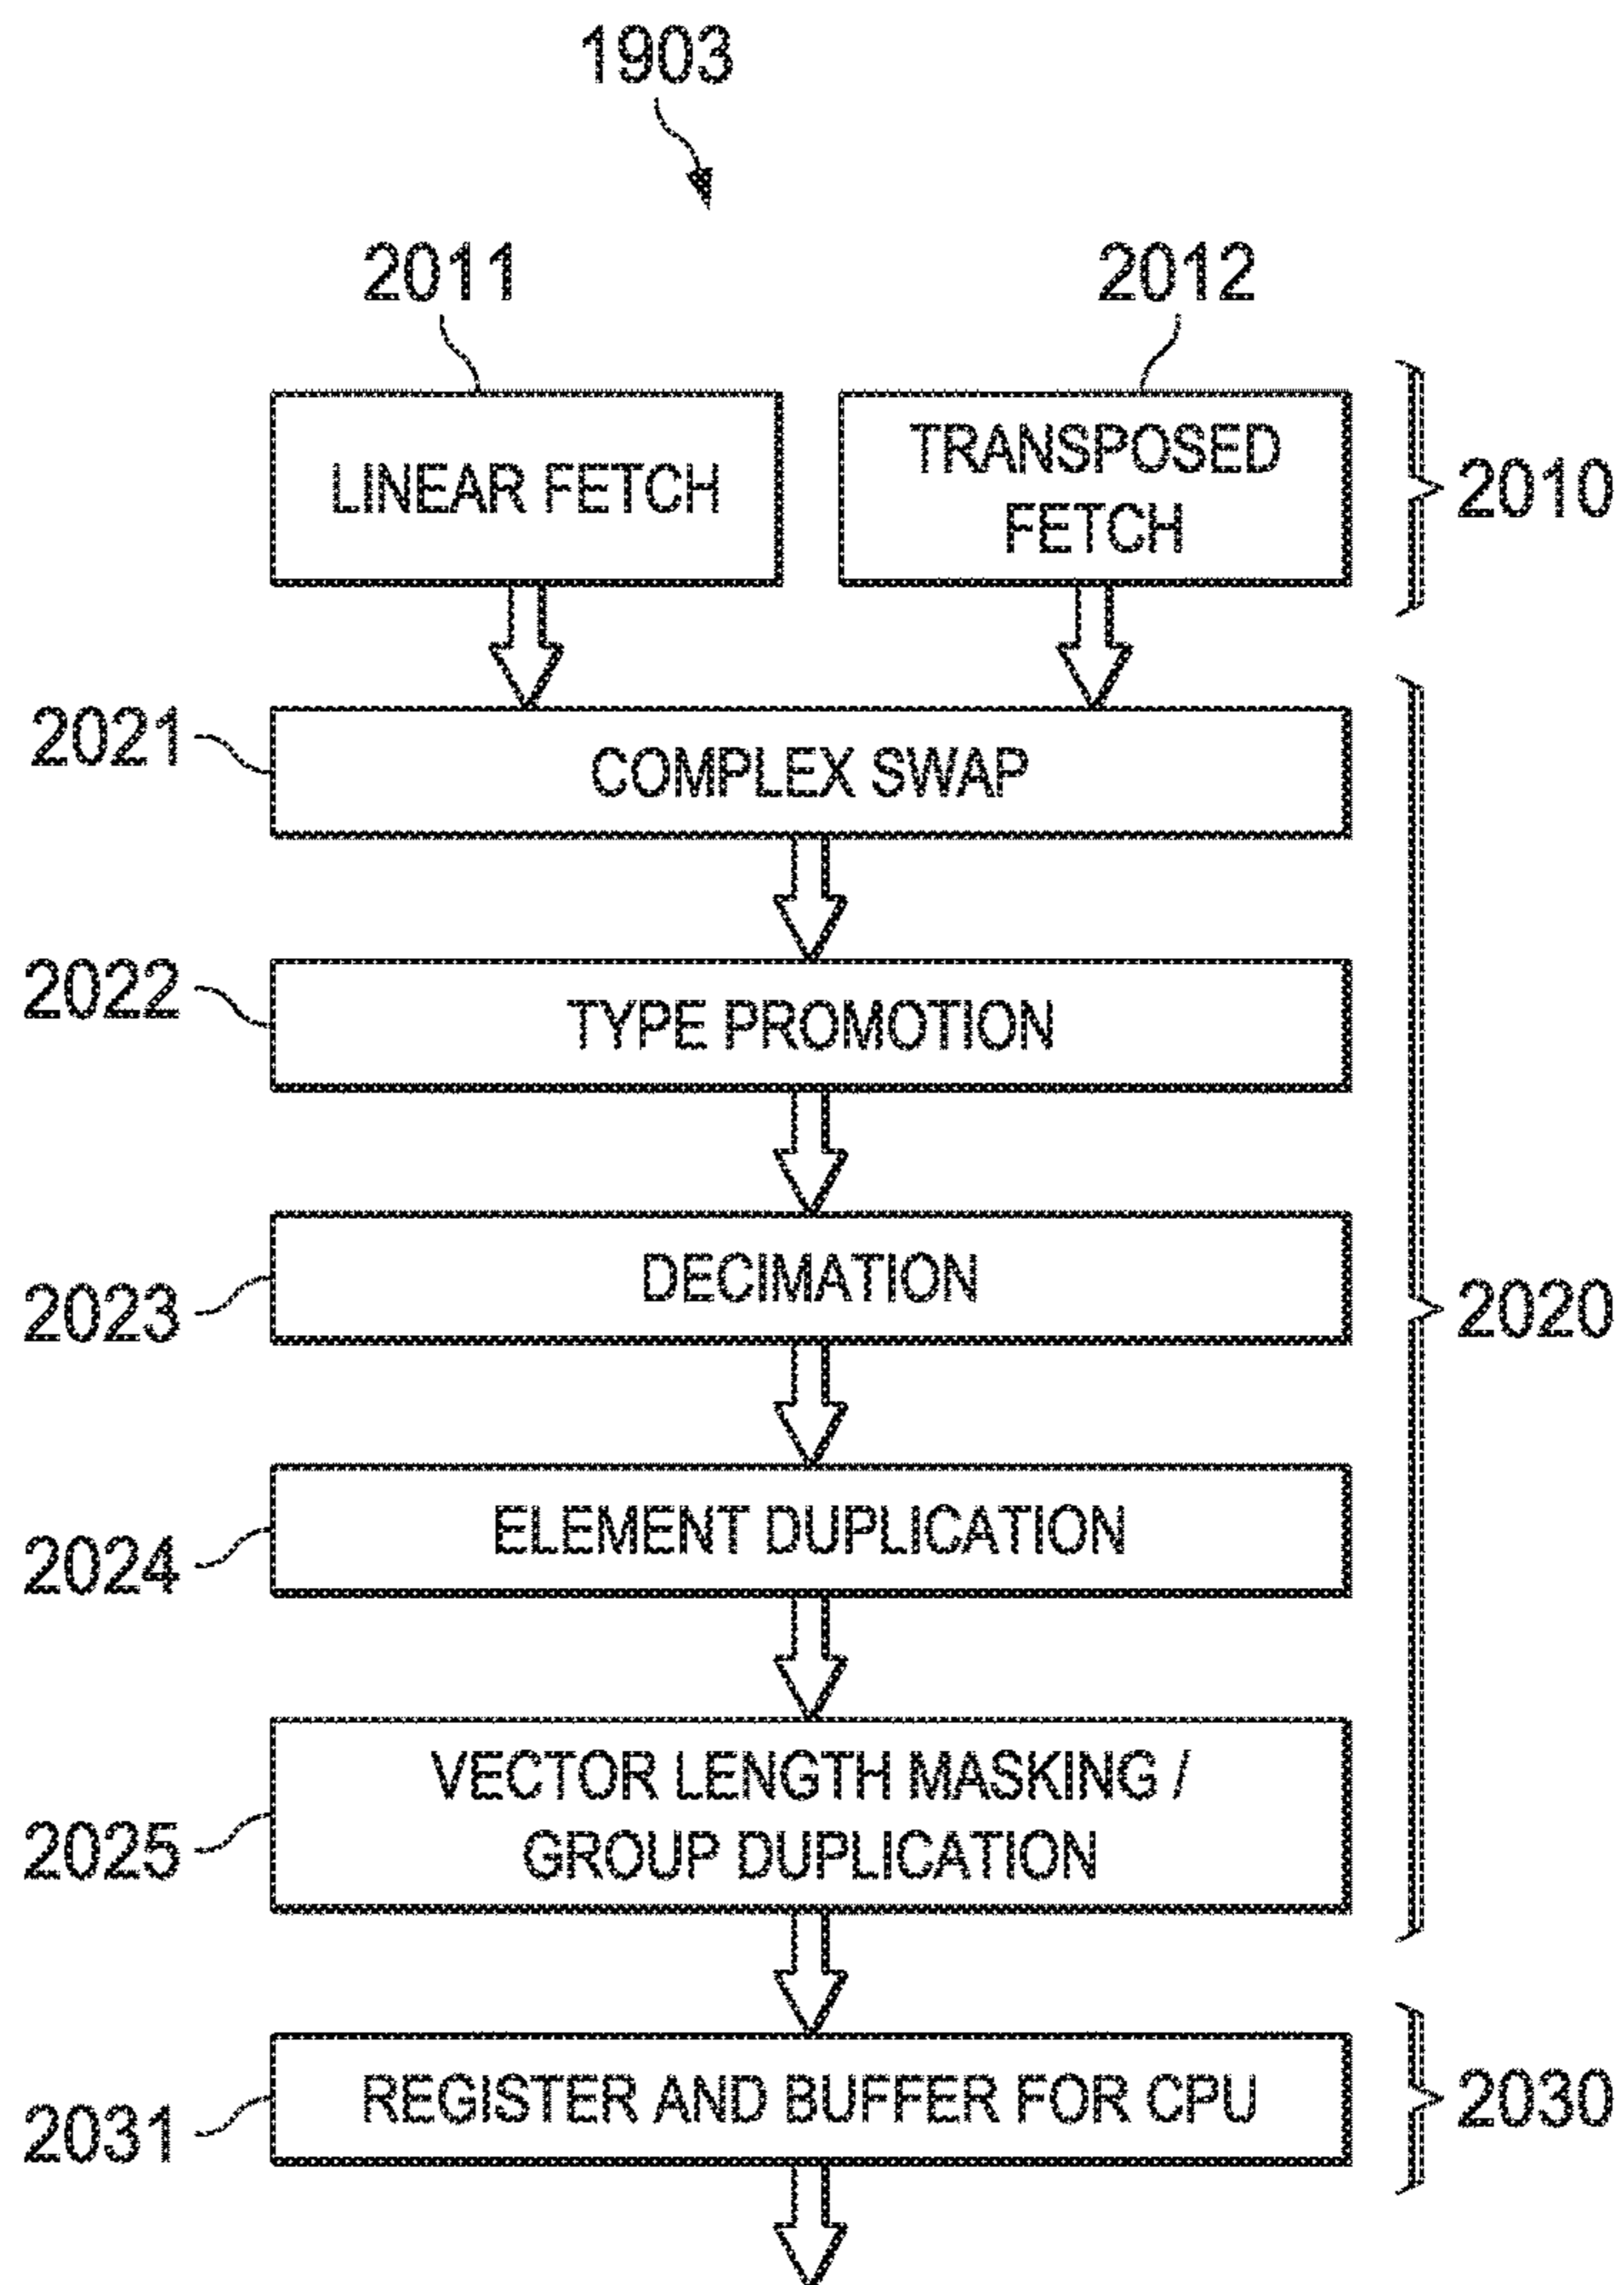 1903
2011
2012
LINEAR FETCH
TRANSPOSED
FETCH
2010
2021
COMPLEX SWAP
2022
TYPE PROMOTION
2023
DECIMATION
2020
2024
ELEMENT DUPLICATION
2025
VECTOR LENGTH MASKING /
GROUP DUPLICATION
2031
REGISTER AND BUFFER FOR CPU
2030